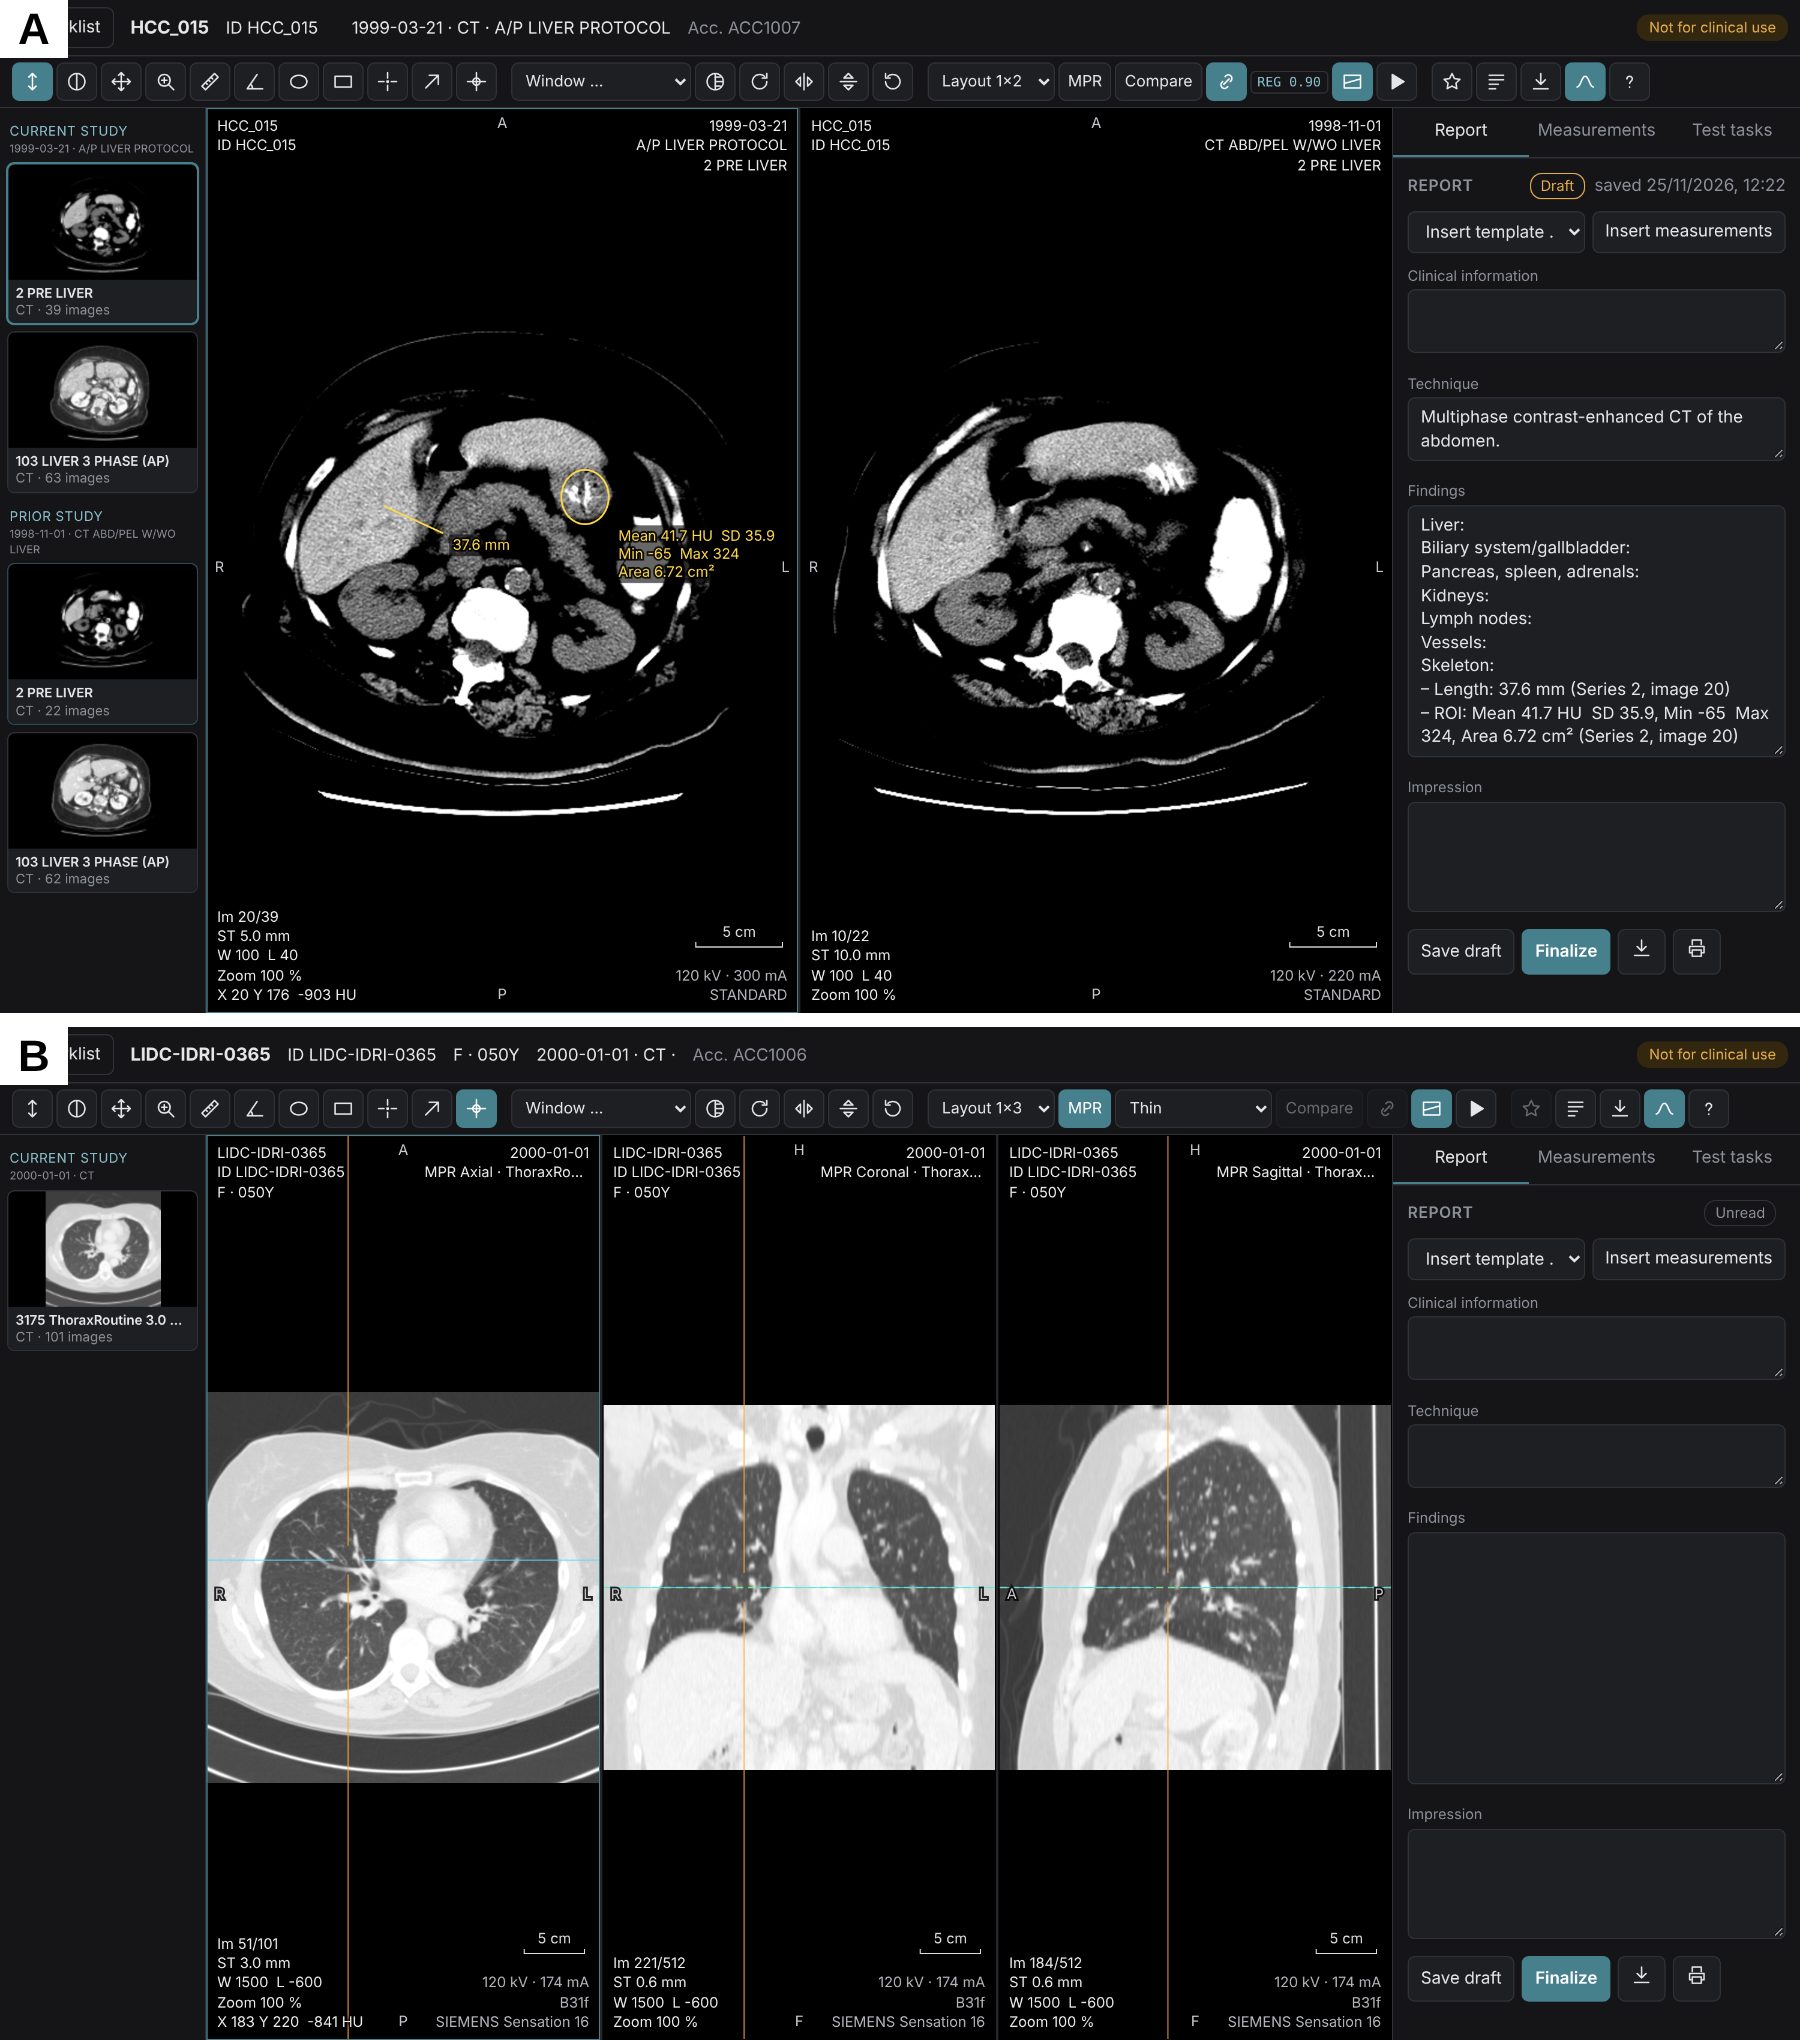 A
klist
HCC_015 ID HCC_015 1999-03-21 · CT · A/P LIVER PROTOCOL Acc. ACC1007
Not for clinical use
Window ...
Layout 1×2
MPR
Compare
REG 0.90
?
CURRENT STUDY
1999-03-21 · A/P LIVER PROTOCOL
2 PRE LIVER
CT · 39 images
103 LIVER 3 PHASE (AP)
CT · 63 images
PRIOR STUDY
1998-11-01 · CT ABD/PEL W/WO
LIVER
2 PRE LIVER
CT · 22 images
103 LIVER 3 PHASE (AP)
CT · 62 images
HCC_015
ID HCC_015
A
1999-03-21
A/P LIVER PROTOCOL
2 PRE LIVER
R
L
37.6 mm
Mean 41.7 HU SD 35.9
Min -65 Max 324
Area 6.72 cm²
Im 20/39
ST 5.0 mm
W 100 L 40
Zoom 100 %
X 20 Y 176 -903 HU
P
5 cm
120 kV · 300 mA
STANDARD
HCC_015
ID HCC_015
A
1998-11-01
CT ABD/PEL W/WO LIVER
2 PRE LIVER
R
L
Im 10/22
ST 10.0 mm
W 100 L 40
Zoom 100 %
P
5 cm
120 kV · 220 mA
STANDARD
Report Measurements Test tasks
REPORT Draft saved 25/11/2026, 12:22
Insert template . Insert measurements
Clinical information
Technique
Multiphase contrast-enhanced CT of the
abdomen.
Findings
Liver:
Biliary system/gallbladder:
Pancreas, spleen, adrenals:
Kidneys:
Lymph nodes:
Vessels:
Skeleton:
– Length: 37.6 mm (Series 2, image 20)
– ROI: Mean 41.7 HU SD 35.9, Min -65 Max
324, Area 6.72 cm² (Series 2, image 20)
Impression
Save draft Finalize
B
klist
LIDC-IDRI-0365 ID LIDC-IDRI-0365 F · 050Y 2000-01-01 · CT · Acc. ACC1006
Not for clinical use
Window ...
Layout 1×3
MPR
Thin
Compare
?
CURRENT STUDY
2000-01-01 · CT
3175 ThoraxRoutine 3.0 ...
CT · 101 images
LIDC-IDRI-0365
ID LIDC-IDRI-0365
F · 050Y
A
2000-01-01
MPR Axial · ThoraxRo...
R
L
Im 51/101
ST 3.0 mm
W 1500 L -600
Zoom 100 %
X 183 Y 220 -841 HU
P
5 cm
120 kV · 174 mA
B31f
SIEMENS Sensation 16
LIDC-IDRI-0365
ID LIDC-IDRI-0365
F · 050Y
H
2000-01-01
MPR Coronal · Thorax...
R
L
Im 221/512
ST 0.6 mm
W 1500 L -600
Zoom 100 %
F
5 cm
120 kV · 174 mA
B31f
SIEMENS Sensation 16
LIDC-IDRI-0365
ID LIDC-IDRI-0365
F · 050Y
H
2000-01-01
MPR Sagittal · Thorax...
A
P
Im 184/512
ST 0.6 mm
W 1500 L -600
Zoom 100 %
F
5 cm
120 kV · 174 mA
B31f
SIEMENS Sensation 16
Report Measurements Test tasks
REPORT Unread
Insert template . Insert measurements
Clinical information
Technique
Findings
Impression
Save draft Finalize